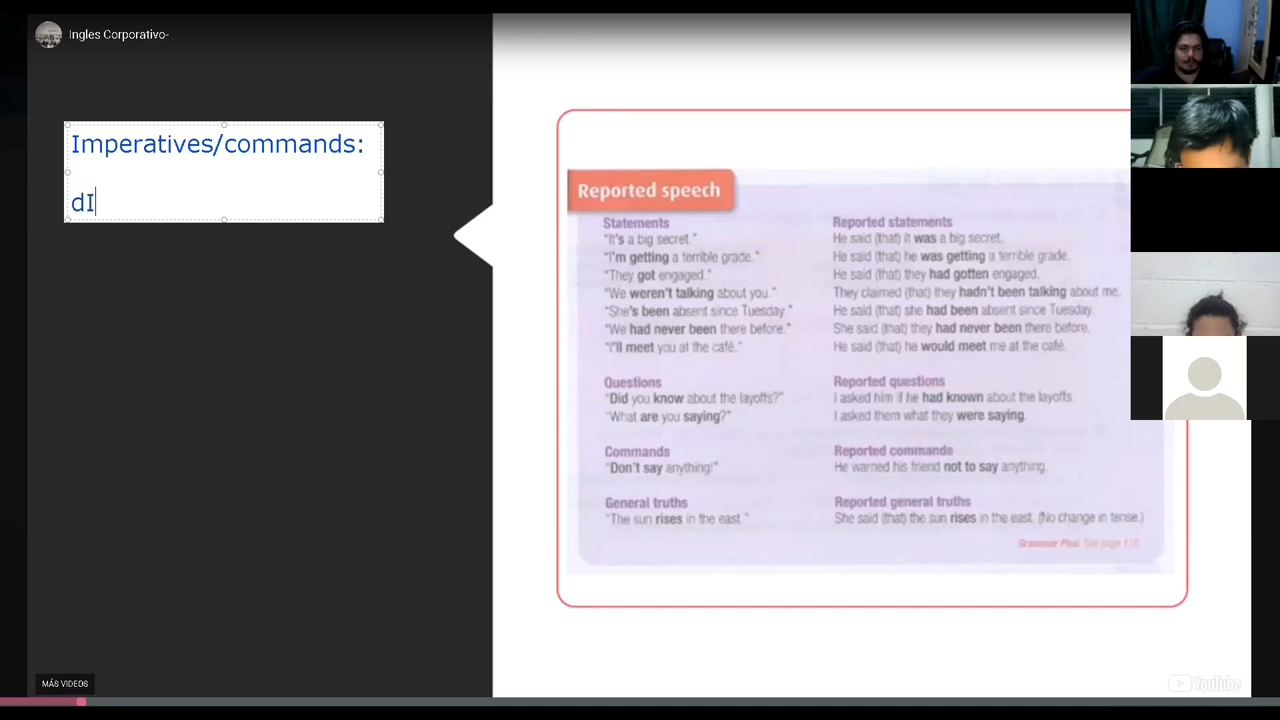 Ingles Corporativo-
Imperatives/commands:
dI
Reported speech
Statements
"It's a big secret."
"I'm getting a terrible grade."
"They got engaged."
"We weren't talking about you."
"She's been absent since Tuesday."
"We had never been there before."
"I'll meet you at the café."
Reported statements
He said (that) it was a big secret.
He said (that) he was getting a terrible grade.
He said (that) they had gotten engaged.
They claimed (that) they hadn't been talking about me.
He said (that) she had been absent since Tuesday.
She said (that) they had never been there before.
He said (that) he would meet me at the café.
Questions
"Did you know about the layoffs?"
"What are you saying?"
Reported questions
I asked him if he had known about the layoffs.
I asked them what they were saying.
Commands
"Don't say anything!"
Reported commands
He warned his friend not to say anything.
General truths
"The sun rises in the east."
Reported general truths
She said (that) the sun rises in the east. (No change in tense.)
Grammar Plus: See page
MÁS VIDEOS
YouTube